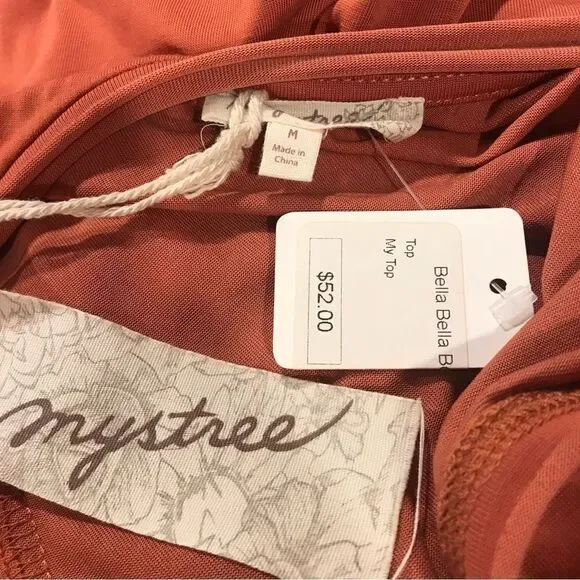 M
Made in
China
Bella Bella
Top
My Top
$52.00
mystree